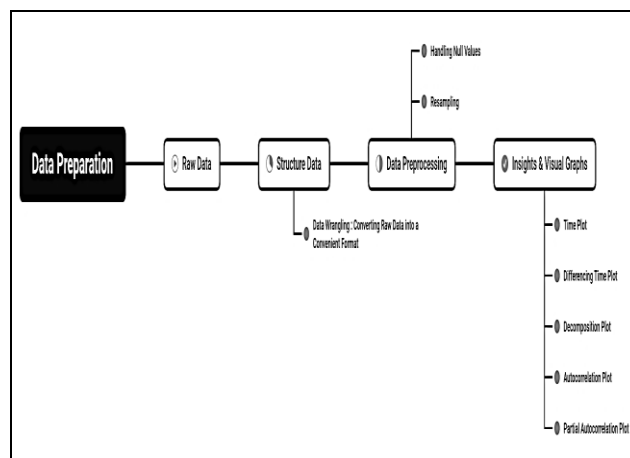 Handling Null Values
Resampling
Data Preparation
Raw Data
Structure Data
Data Preprocessing
Insights & Visual Graphs
Data Wrangling : Converting Raw Data into a
Convenient Format
Time Plot
Differencing Time Plot
Decomposition Plot
Autocorrelation Plot
Partial Autocorrelation Plot